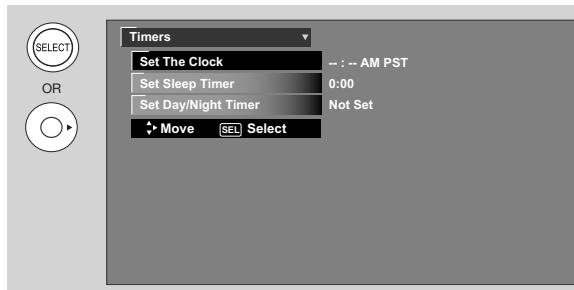 SELECT
OR
Timers
Set The Clock -- : -- AM PST
Set Sleep Timer 0:00
Set Day/Night Timer Not Set
Move SEL Select